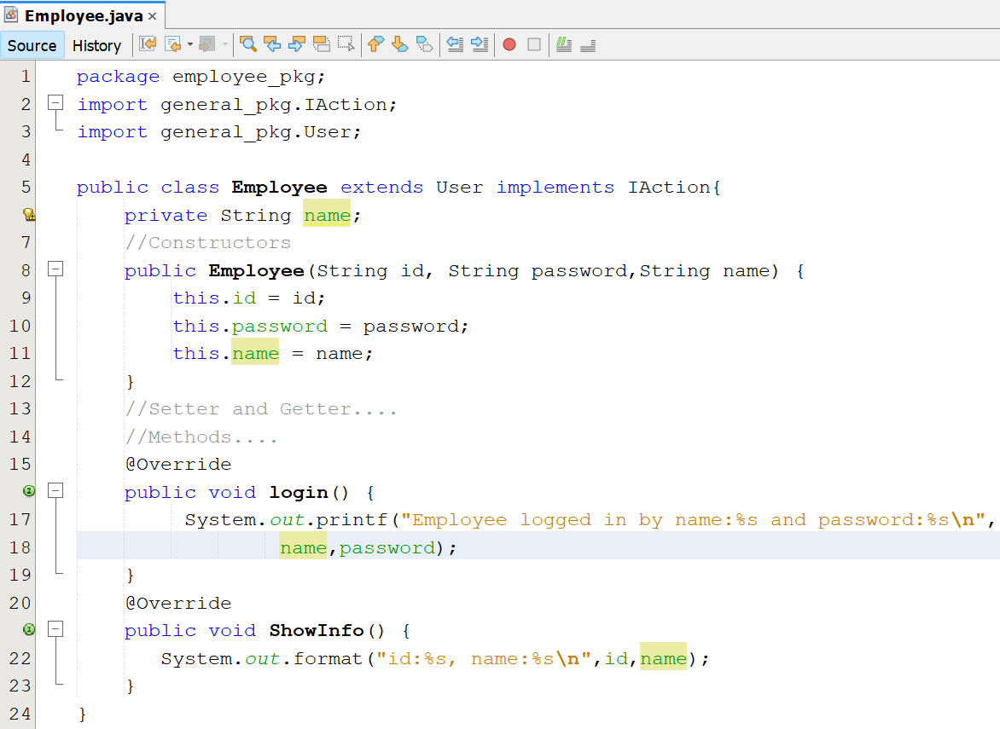 Employee.java ×
Source History
1 package employee_pkg;
2 import general_pkg.IAction;
3 import general_pkg.User;
4
5 public class Employee extends User implements IAction{
private String name;
7 //Constructors
8 public Employee(String id, String password,String name) {
9 this.id = id;
10 this.password = password;
11 this.name = name;
12 }
13 //Setter and Getter....
14 //Methods....
15 @Override
public void login() {
17 System.out.printf("Employee logged in by name:%s and password:%s\n",
18 name,password);
19 }
20 @Override
public void ShowInfo() {
22 System.out.format("id:%s, name:%s\n",id,name);
23 }
24 }